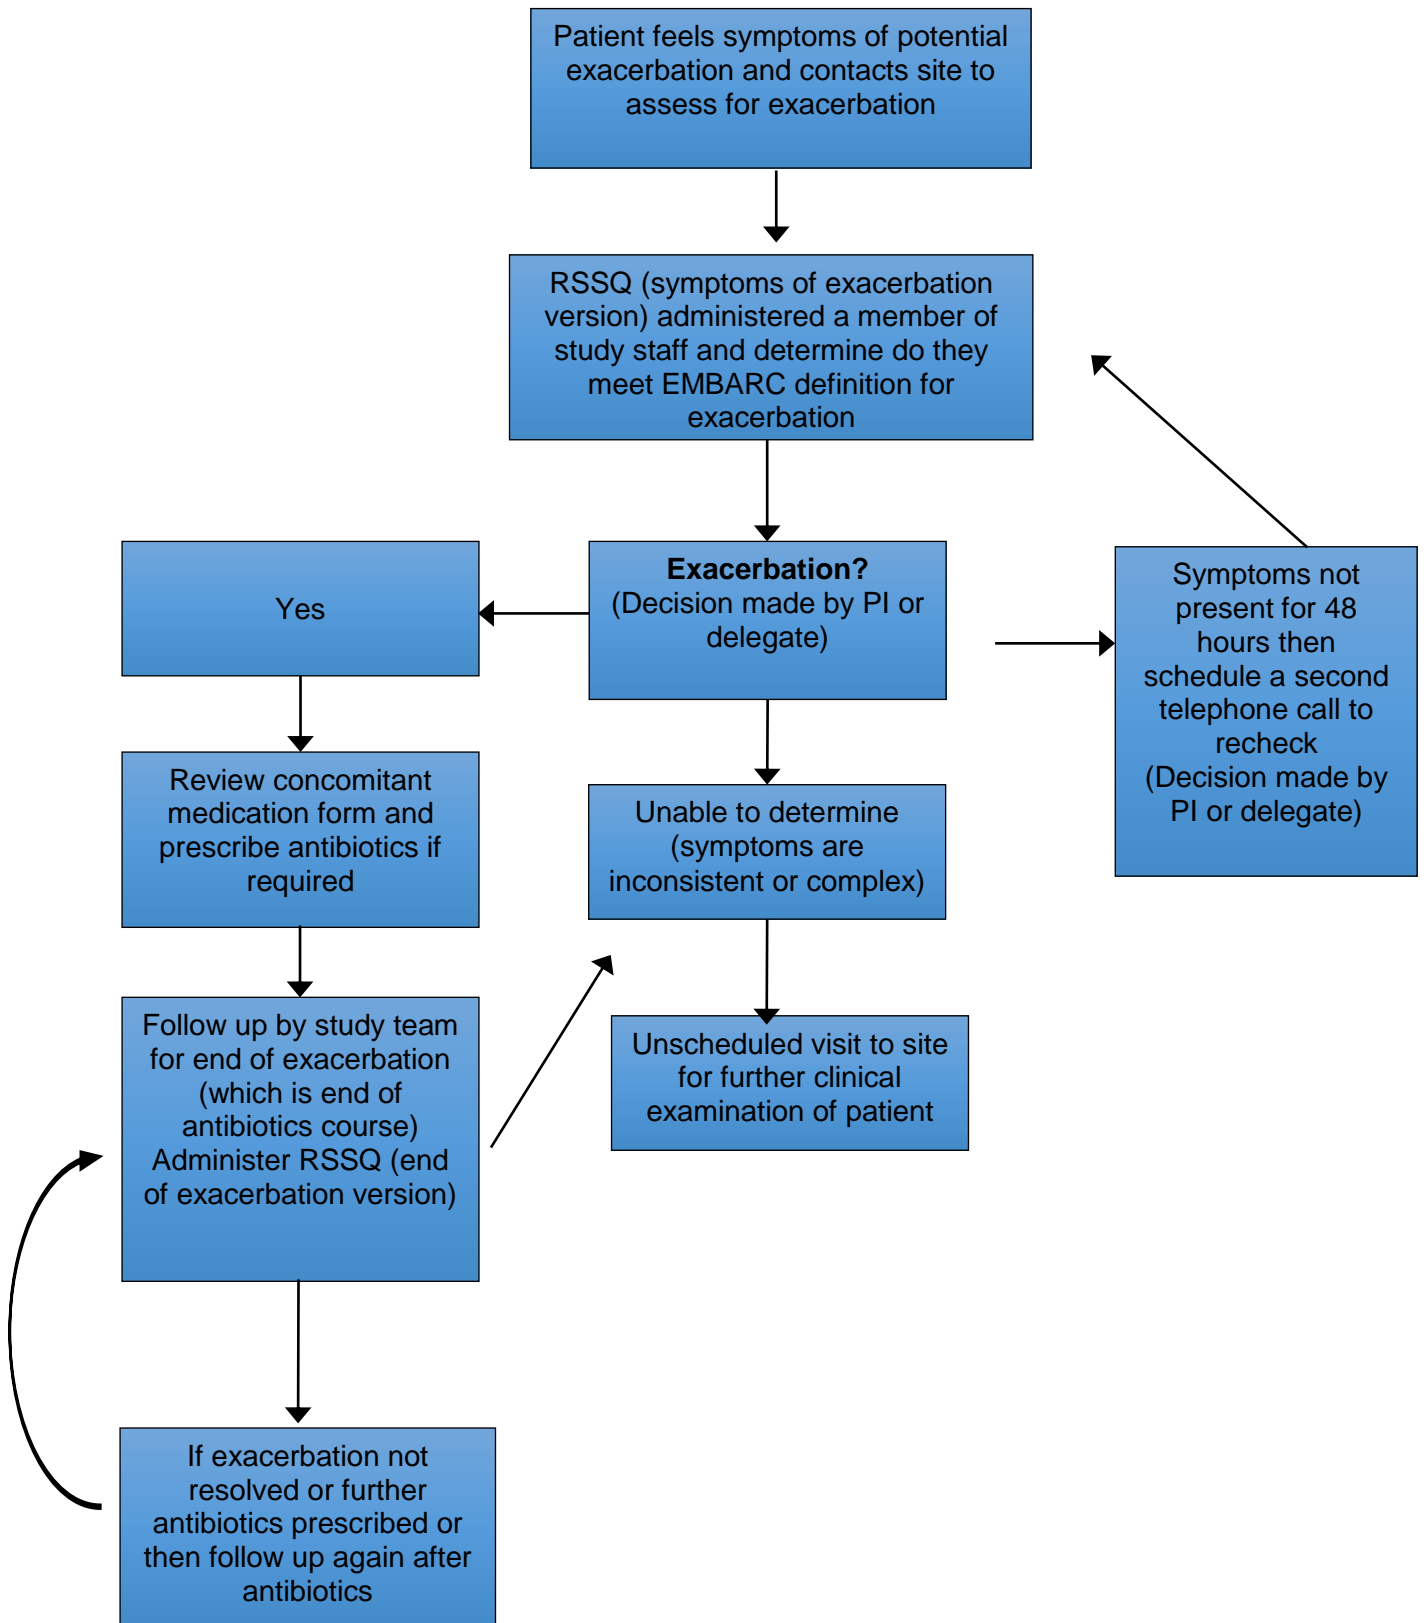 Patient feels symptoms of potential
exacerbation and contacts site to
assess for exacerbation
RSSQ (symptoms of exacerbation
version) administered a member of
study staff and determine do they
meet EMBARC definition for
exacerbation
Yes
Exacerbation?
(Decision made by PI or
delegate)
Symptoms not
present for 48
hours then
schedule a second
telephone call to
recheck
(Decision made by
PI or delegate)
Review concomitant
medication form and
prescribe antibiotics if
required
Unable to determine
(symptoms are
inconsistent or complex)
Follow up by study team
for end of exacerbation
(which is end of
antibiotics course)
Administer RSSQ (end
of exacerbation version)
Unscheduled visit to site
for further clinical
examination of patient
If exacerbation not
resolved or further
antibiotics prescribed or
then follow up again after
antibiotics